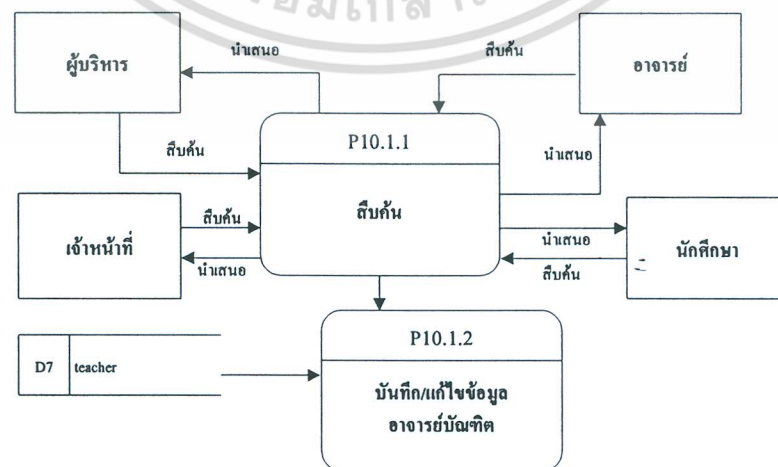 ผู้บริหาร
นำเสนอ
สืบค้น
อาจารย์
P10.1.1
สืบค้น
สืบค้น
นำเสนอ
เจ้าหน้าที่
สืบค้น
นำเสนอ
นำเสนอ
สืบค้น
นักศึกษา
P10.1.2
D7 teacher
บันทึก/แก้ไขข้อมูล
อาจารย์บัณฑิต